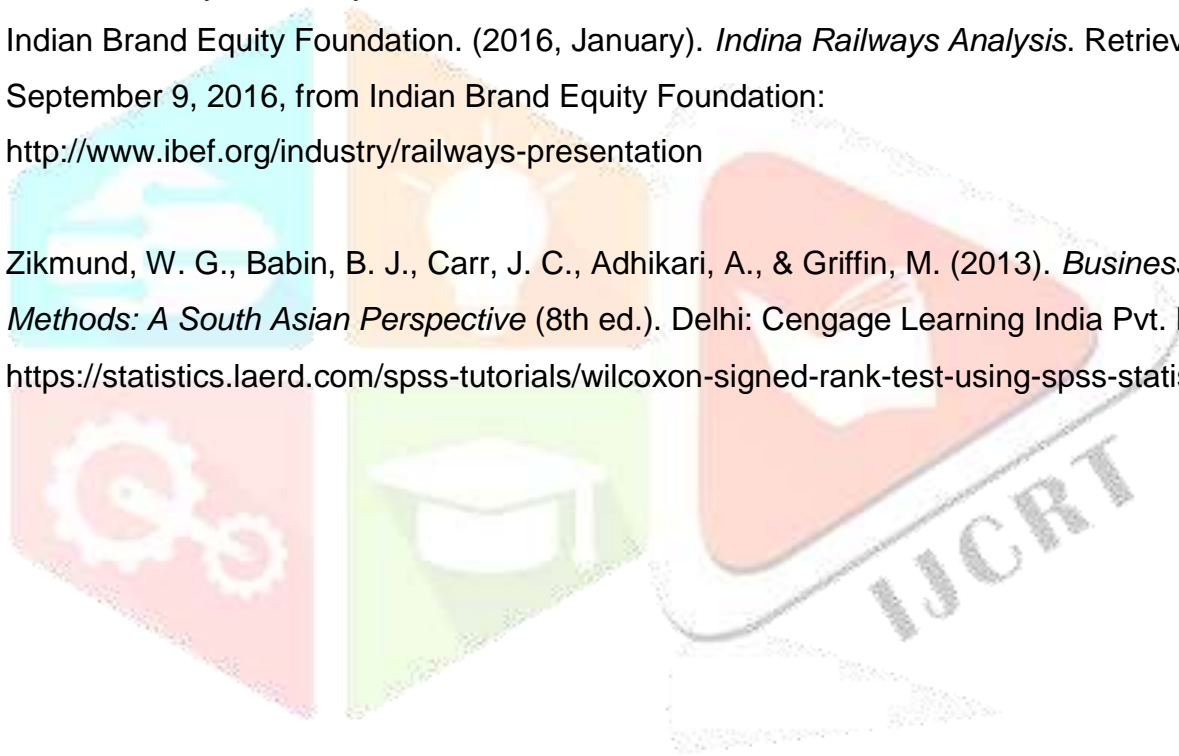 Indian Brand Equity Foundation. (2016, January). Indina Railways Analysis. Retriev
September 9, 2016, from Indian Brand Equity Foundation:
http://www.ibef.org/industry/railways-presentation
Zikmund, W. G., Babin, B. J., Carr, J. C., Adhikari, A., & Griffin, M. (2013). Business
Methods: A South Asian Perspective (8th ed.). Delhi: Cengage Learning India Pvt.
https://statistics.laerd.com/spss-tutorials/wilcoxon-signed-rank-test-using-spss-statis
IJCRT